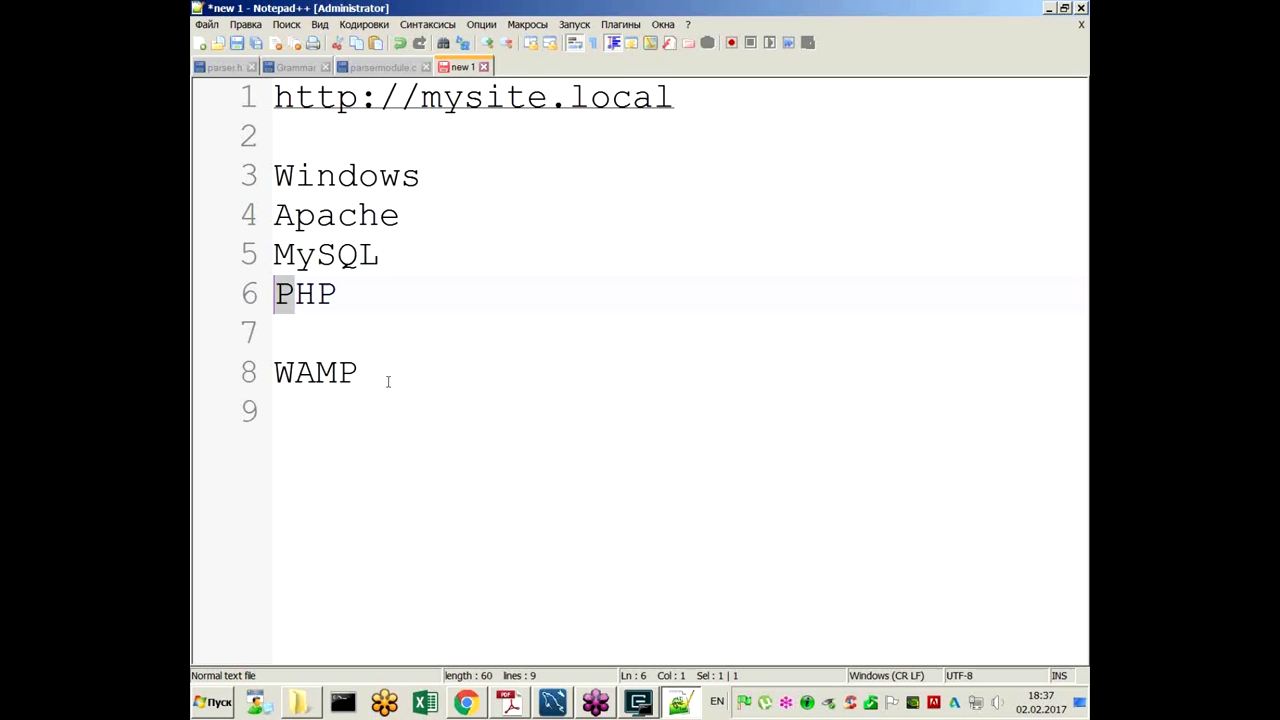 *new 1 - Notepad++ [Administrator]
Файл Правка Поиск Вид Кодировки Синтаксисы Опции Макросы Запуск Плагины Окна ? X
parser.h Grammar parsermodule.c new 1
1 http://mysite.local
2
3 Windows
4 Apache
5 MySQL
6 PHP
7
8 WAMP
9
Normal text file length : 60 lines : 9 Ln : 6 Col : 1 Sel : 1 | 1 Windows (CR LF) UTF-8 INS
Пуск EN 18:37
02.02.2017